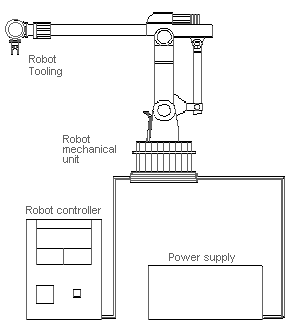 Robot
Tooling
Robot
mechanical
unit
Robot controller
Power supply